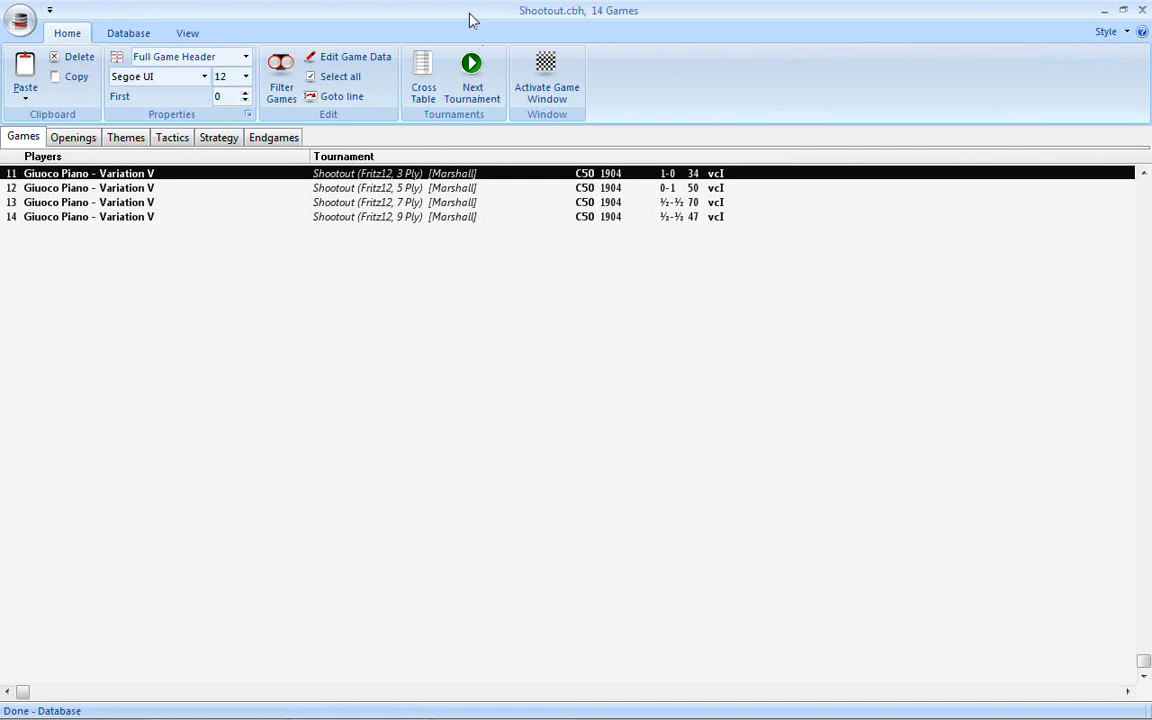 Shootout.cbh, 14 Games
Home Database View Style
Paste Delete Copy
Clipboard
Full Game Header
Segoe UI 12
First 0
Properties
Filter Games
Edit Game Data
Select all
Goto line
Edit
Cross Table
Next Tournament
Tournaments
Activate Game Window
Window
Games Openings Themes Tactics Strategy Endgames
Players Tournament
11 Giuoco Piano - Variation V Shootout (Fritz12, 3 Ply) [Marshall] C50 1904 1-0 34 vcI
12 Giuoco Piano - Variation V Shootout (Fritz12, 5 Ply) [Marshall] C50 1904 0-1 50 vcI
13 Giuoco Piano - Variation V Shootout (Fritz12, 7 Ply) [Marshall] C50 1904 ½-½ 70 vcI
14 Giuoco Piano - Variation V Shootout (Fritz12, 9 Ply) [Marshall] C50 1904 ½-½ 47 vcI
Done - Database